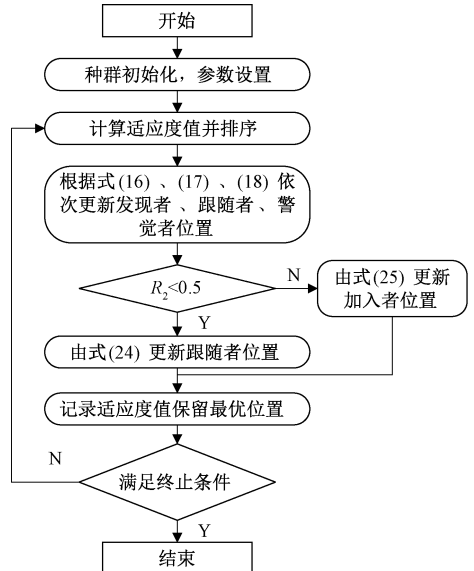 开始
种群初始化，参数设置
计算适应度值并排序
根据式(16) 、(17) 、(18) 依
次更新发现者 、跟随者 、警
觉者位置
R₂<0.5
N
由式(25) 更新
加入者位置
Y
由式(24) 更新跟随者位置
记录适应度值保留最优位置
N
满足终止条件
Y
结束